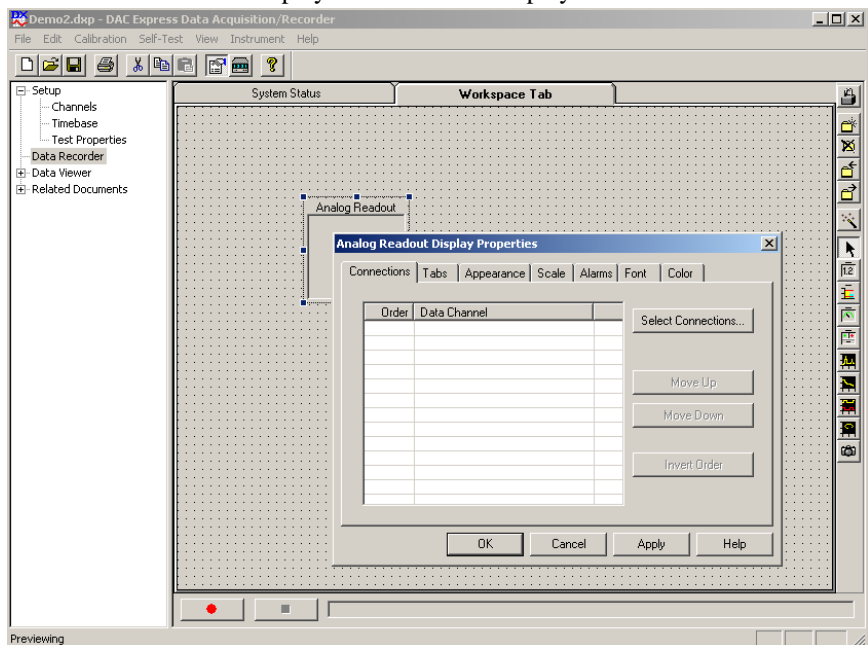 Demo2.dxp - DAC Express Data Acquisition/Recorder
File Edit Calibration Self-Test View Instrument Help
Setup
Channels
Timebase
Test Properties
Data Recorder
Data Viewer
Related Documents
System Status
Workspace Tab
Analog Readout
Analog Readout Display Properties
Connections Tabs Appearance Scale Alarms Font Color
Order Data Channel
Select Connections...
Move Up
Move Down
Invert Order
OK Cancel Apply Help
12
Previewing